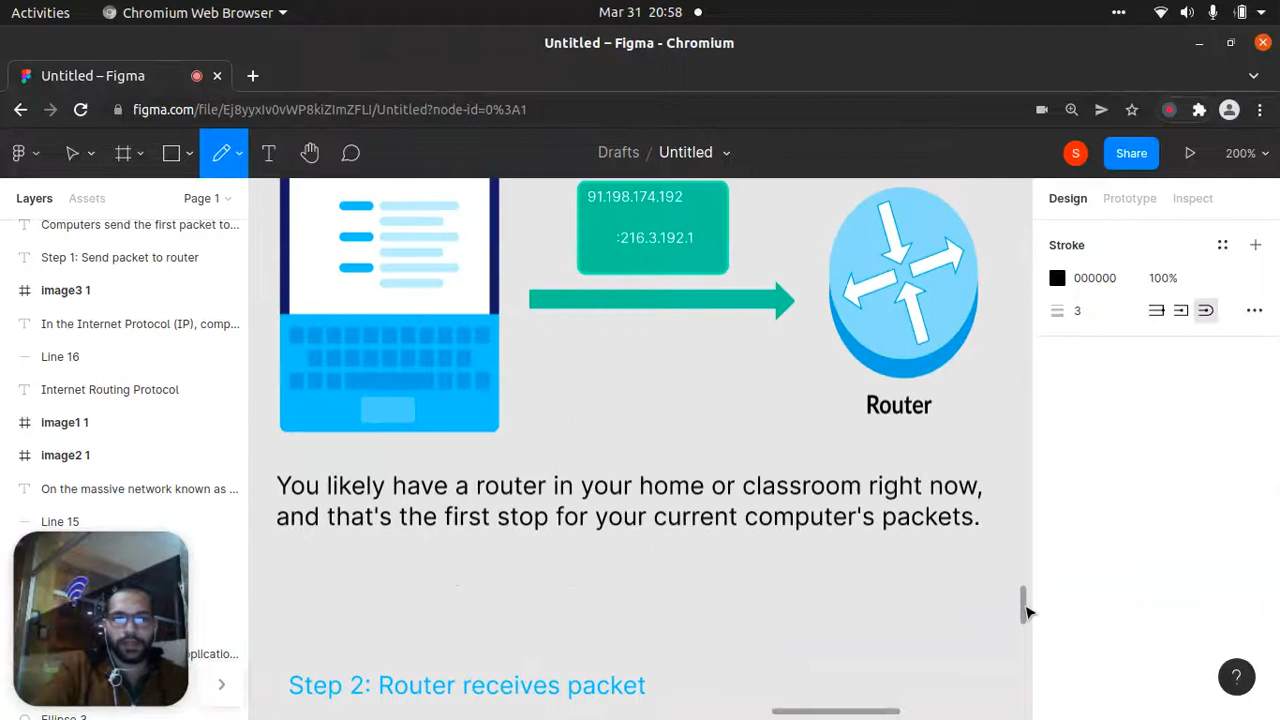 Activities
Chromium Web Browser
Mar 31 20:58
Untitled – Figma - Chromium
Untitled – Figma
figma.com/file/Ej8yyxIv0vWP8kiZImZFLI/Untitled?node-id=0%3A1
Drafts / Untitled
S
Share
200%
Layers
Assets
Page 1
Design
Prototype
Inspect
Computers send the first packet to...
Step 1: Send packet to router
image3 1
In the Internet Protocol (IP), comp...
Line 16
Internet Routing Protocol
image1 1
image2 1
On the massive network known as ...
Line 15
pplicatio...
Ellipse 3
91.198.174.192
:216.3.192.1
Router
You likely have a router in your home or classroom right now,
and that's the first stop for your current computer's packets.
Step 2: Router receives packet
Stroke
000000
100%
3
?